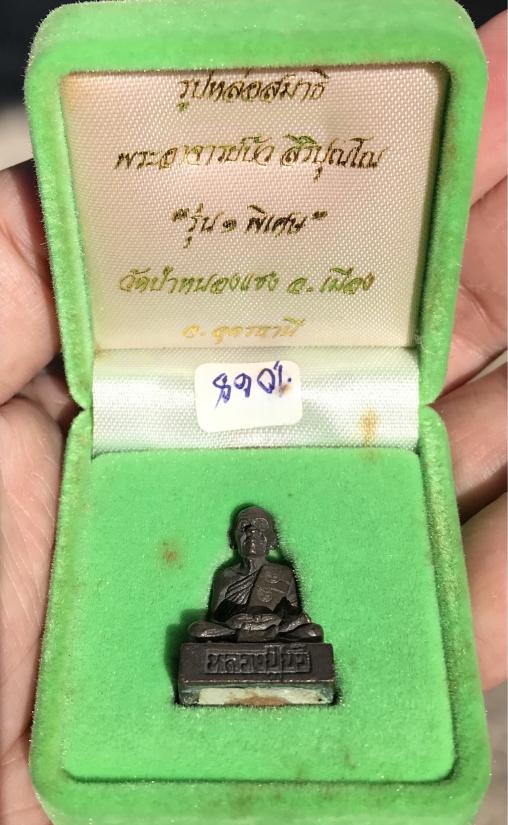 รูปหล่อสมาธิ
พระอาจารย์บัว สิริปุณโณ
"รุ่น ๑ พิเศษ"
วัดป่าหนองแซง อ.เมือง
จ.อุดรธานี
หลวงปู่บัว